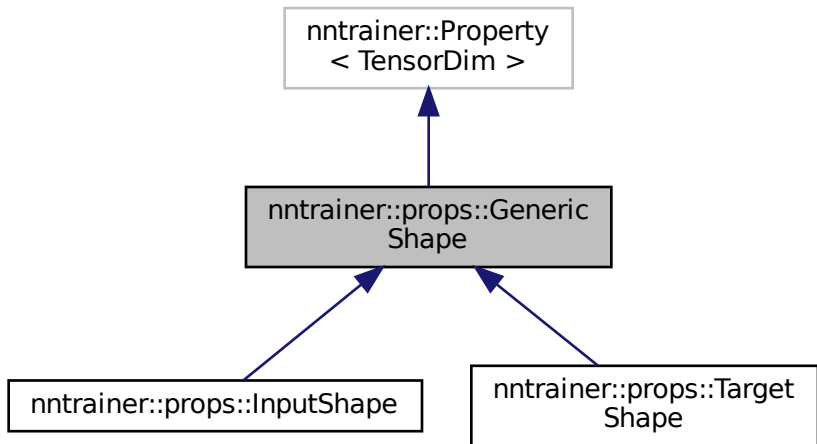 nntrainer::Property
< TensorDim >
nntrainer::props::Generic
Shape
nntrainer::props::InputShape
nntrainer::props::Target
Shape